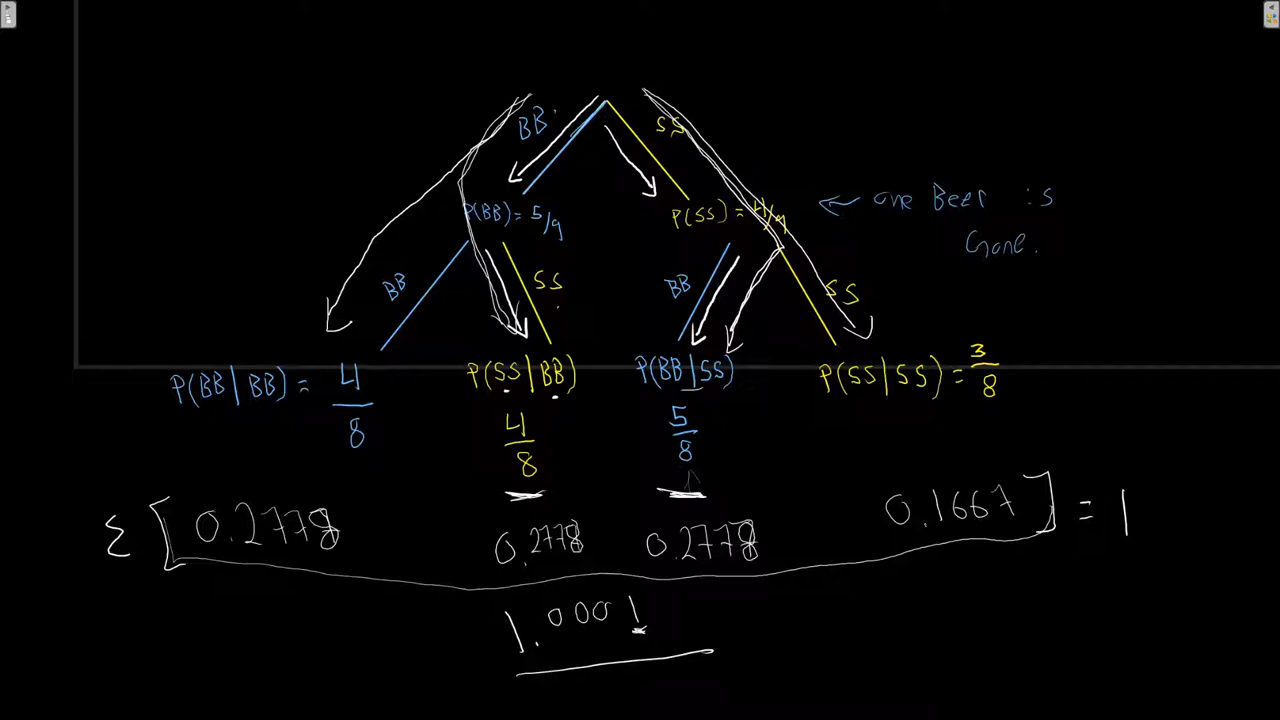 BB
SS
P(BB) = 5/9
P(SS) = 4/9
← one Beer is
Gone.
BB
SS
BB
SS
P(BB|BB) = 4/8
P(SS|BB)
4/8
P(BB|SS)
5/8
P(SS|SS) = 3/8
Σ [ 0.2778 0.2778 0.2778 0.1667 ] = 1
1.0001